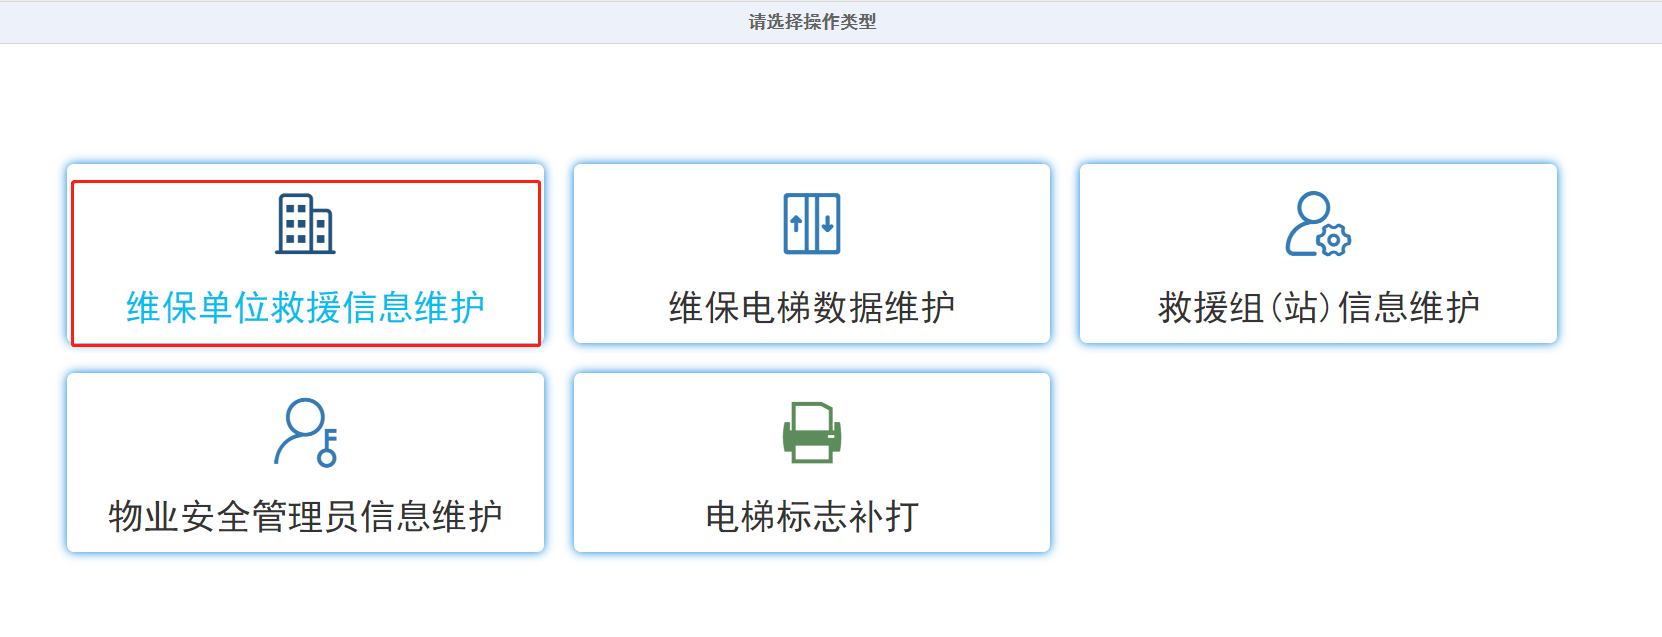 请选择操作类型
维保单位救援信息维护
维保电梯数据维护
救援组(站)信息维护
物业安全管理员信息维护
电梯标志补打